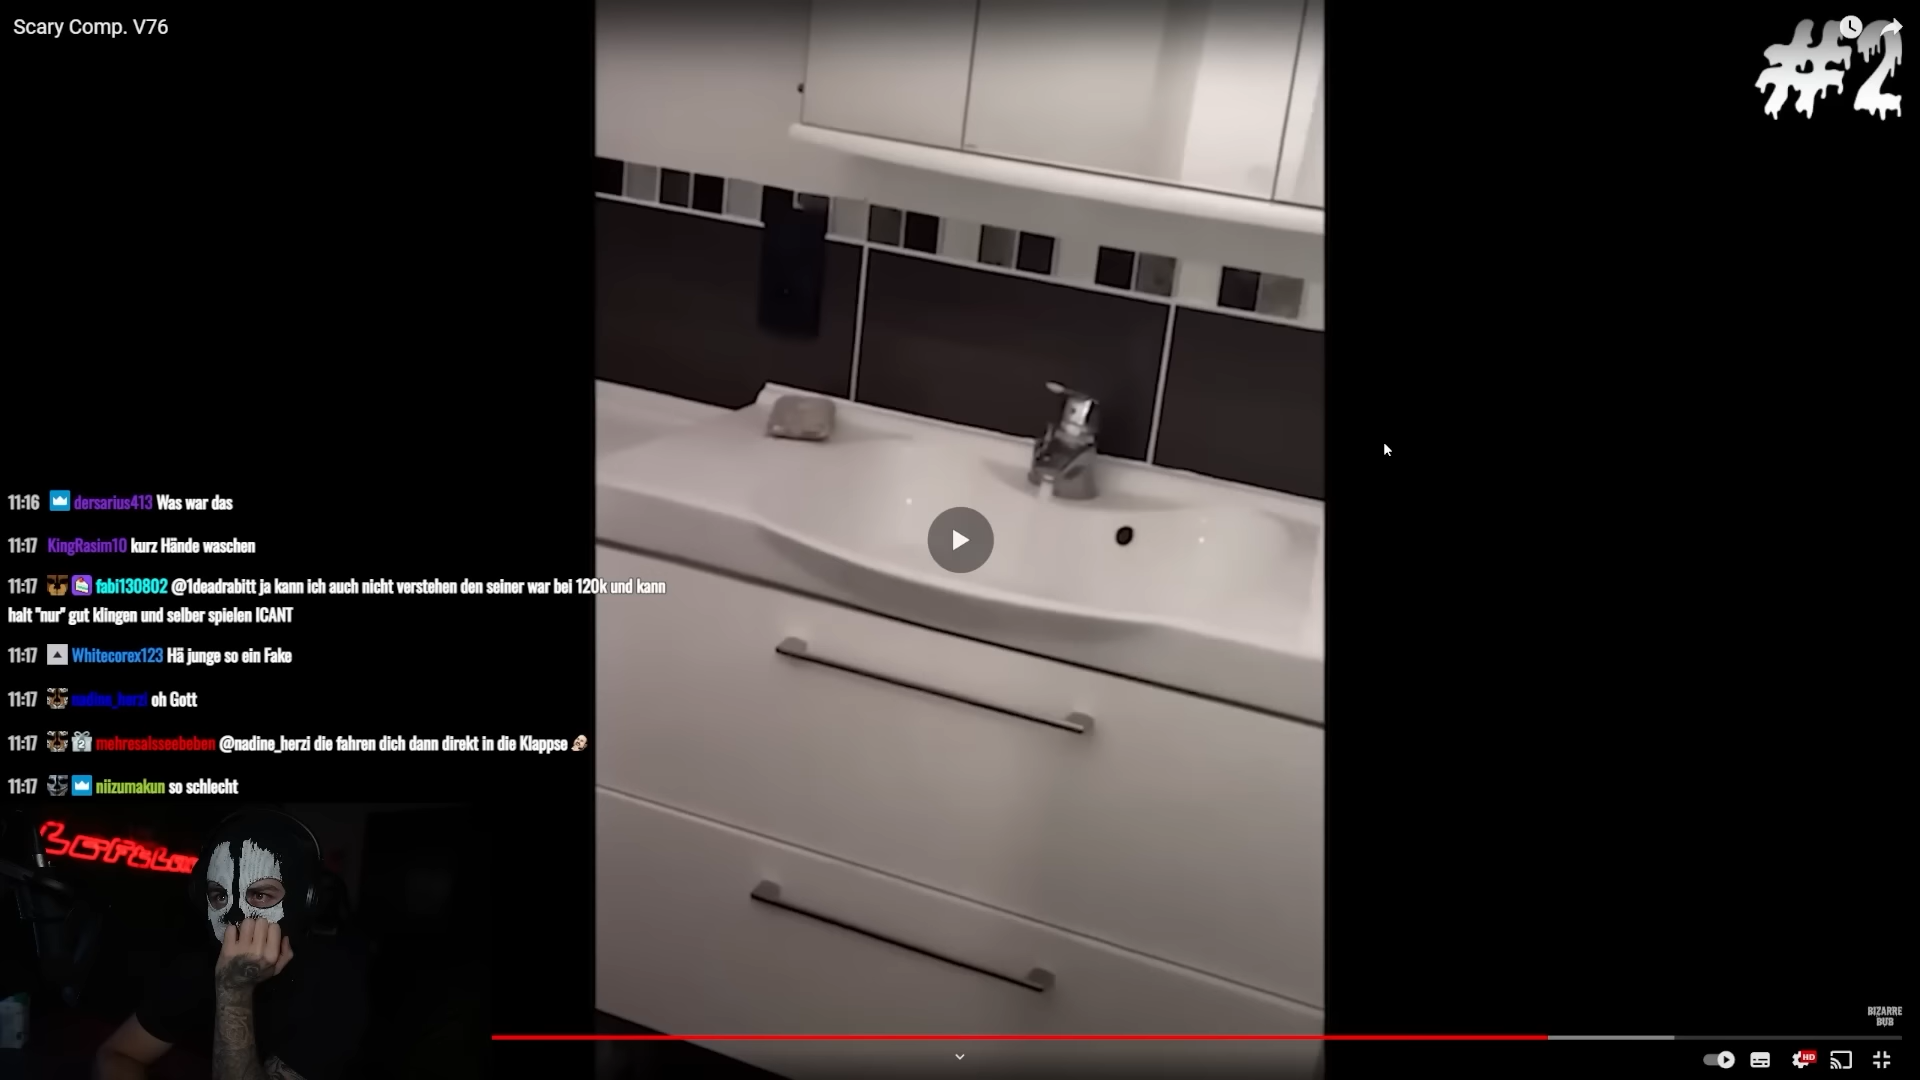 Scary Comp. V76
#2
11:16 dersarius413 Was war das
11:17 KingRasim10 kurz Hände waschen
11:17 fabi130802 @1deadrabitt ja kann ich auch nicht verstehen den seiner war bei 120k und kann
halt "nur" gut klingen und selber spielen ICANT
11:17 Whitecorex123 Hä junge so ein Fake
11:17 nadine_herzi oh Gott
11:17 2 mehresalsseebeben @nadine_herzi die fahren dich dann direkt in die Klappse
11:17 niizumakun so schlecht
BIZARRE
BUB
HD